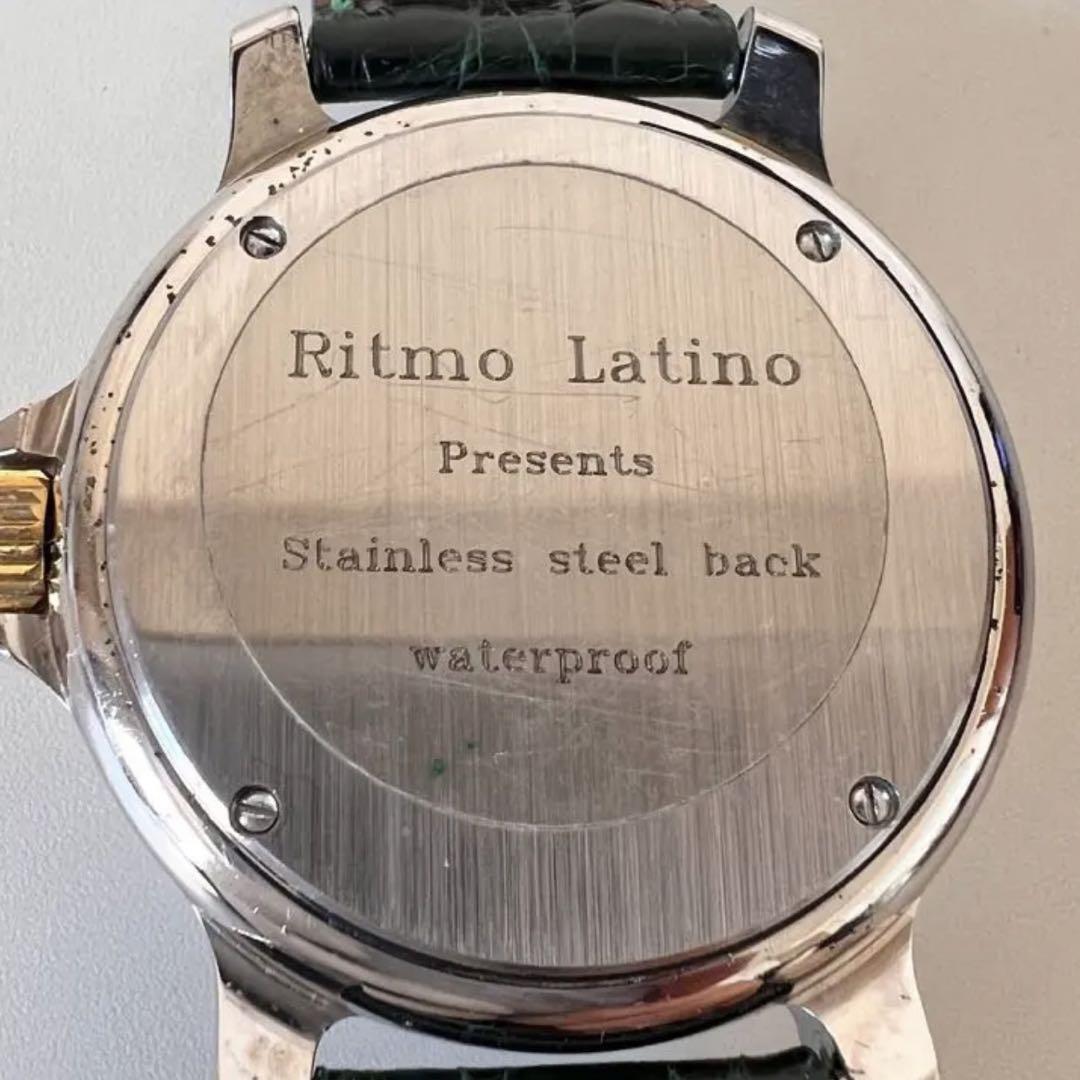 Ritmo Latino
Presents
Stainless steel back
waterproof